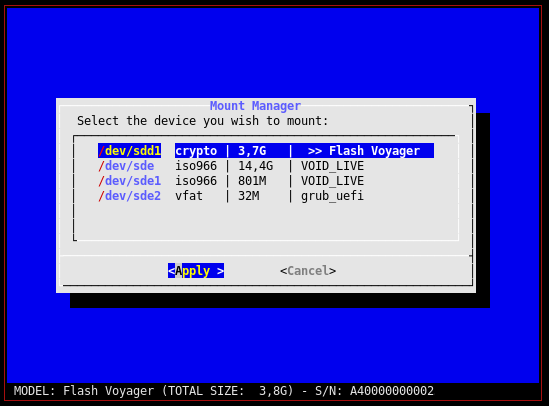 Mount Manager
Select the device you wish to mount:
/dev/sdd1 crypto | 3,7G | >> Flash Voyager
/dev/sde iso966 | 14,4G | VOID_LIVE
/dev/sde1 iso966 | 801M | VOID_LIVE
/dev/sde2 vfat | 32M | grub_uefi
<Apply > <Cancel>
MODEL: Flash Voyager (TOTAL SIZE: 3,8G) - S/N: A40000000002